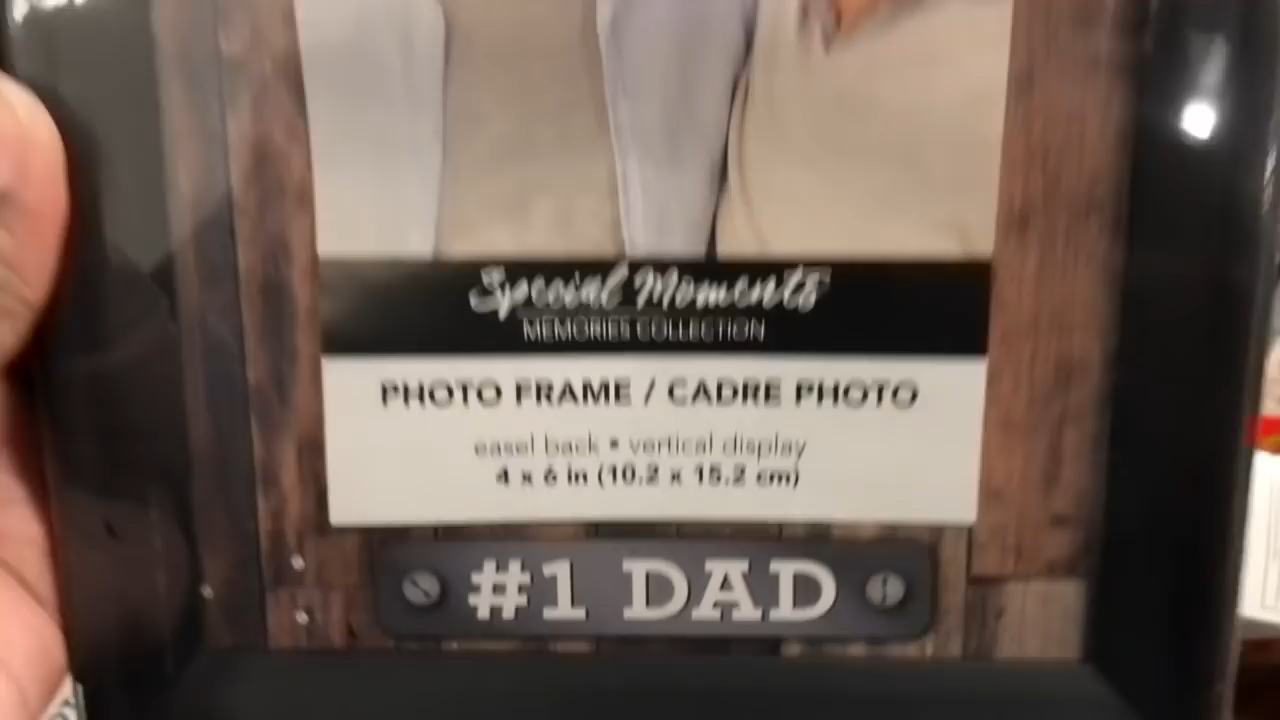 Special Moments
MEMORIES COLLECTION
PHOTO FRAME / CADRE PHOTO
easel back ▪ vertical display
4 x 6 in (10.2 x 15.2 cm)
#1 DAD